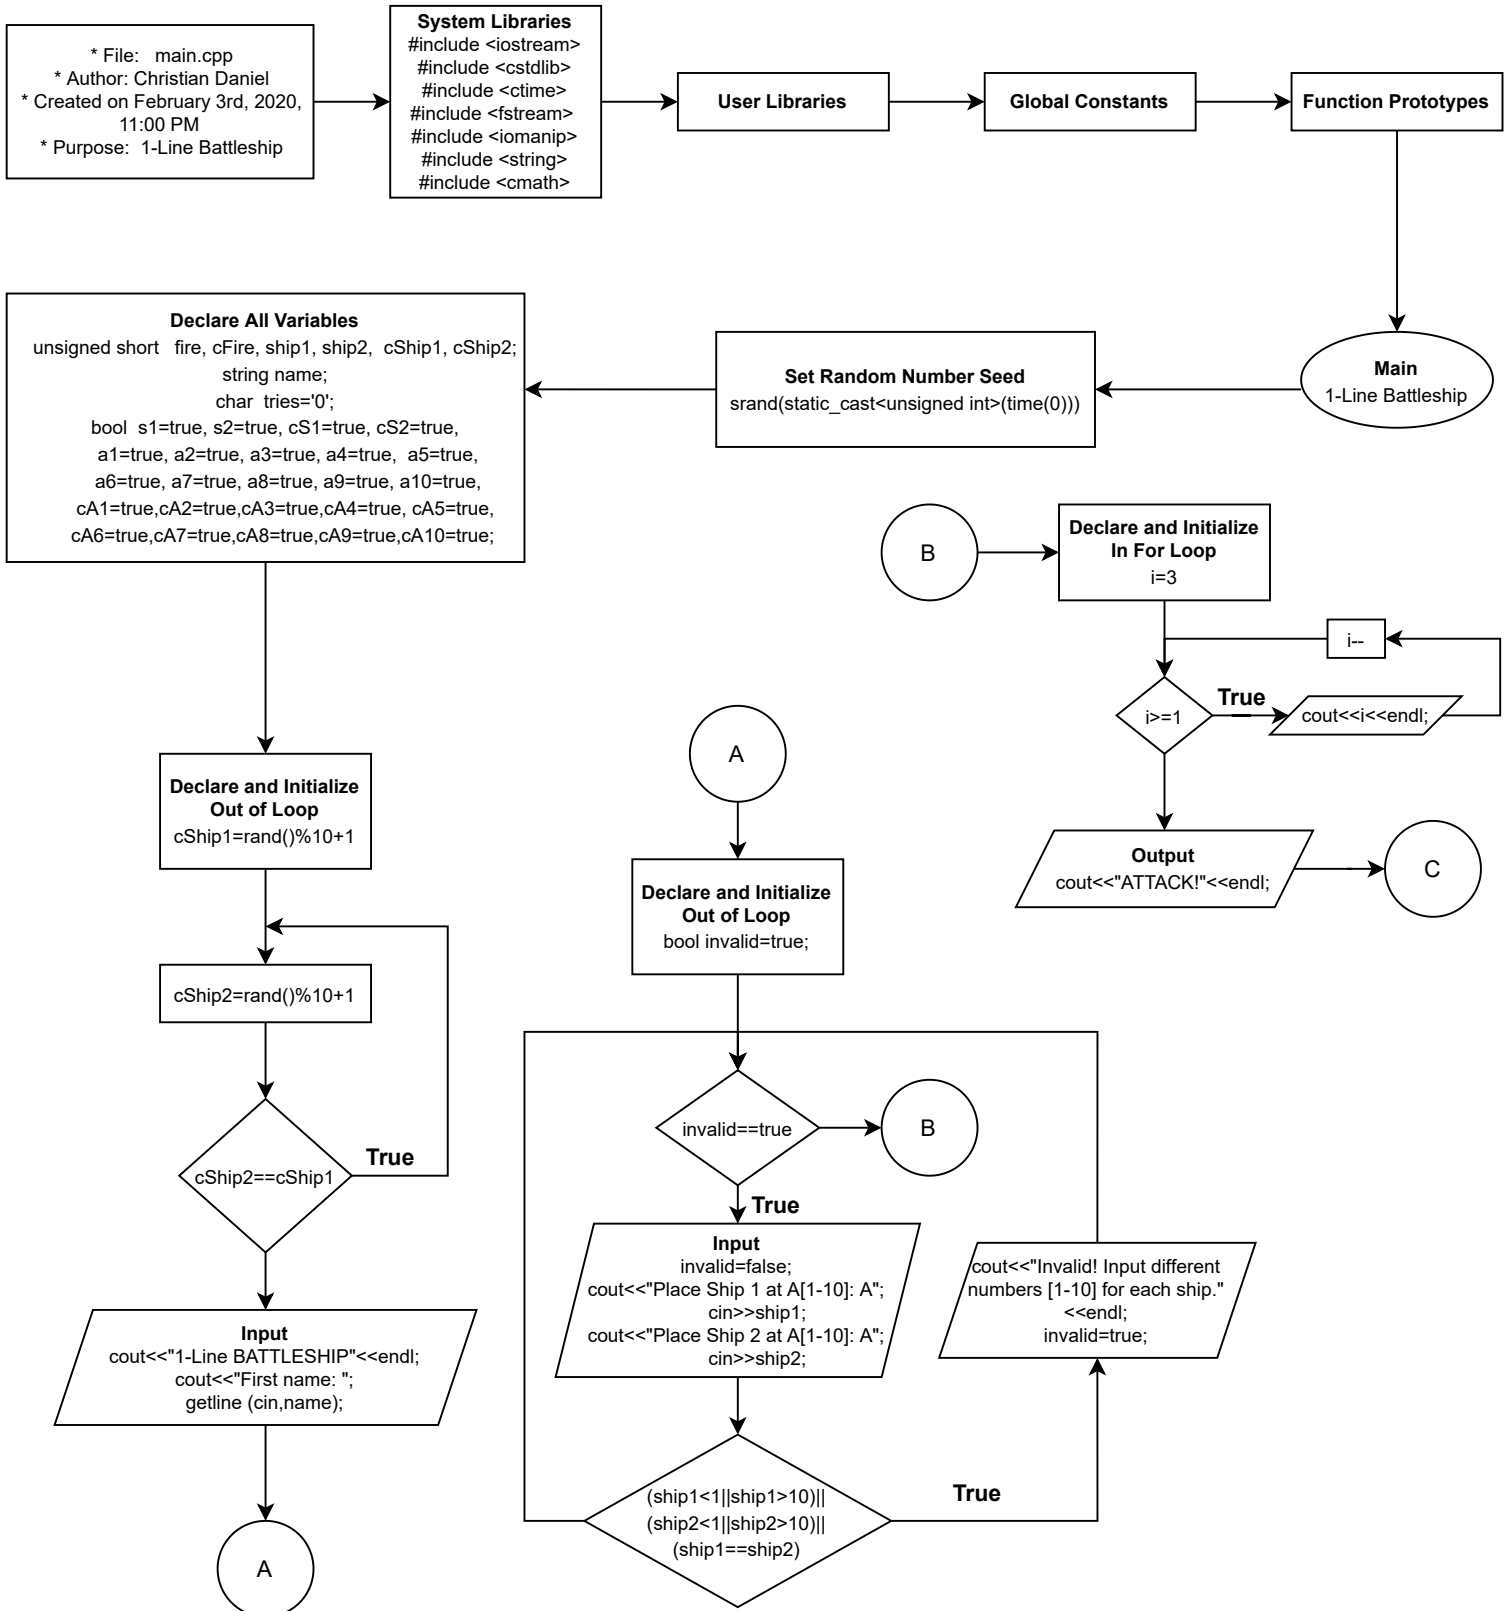 * File:   main.cpp
* Author: Christian Daniel
* Created on February 3rd, 2020,
11:00 PM
* Purpose:  1-Line Battleship
System Libraries
#include <iostream>
#include <cstdlib>
#include <ctime>
#include <fstream>
#include <iomanip>
#include <string>
#include <cmath>
User Libraries
Global Constants
Function Prototypes
Main
1-Line Battleship
Set Random Number Seed
srand(static_cast<unsigned int>(time(0)))
Declare All Variables
unsigned short   fire, cFire, ship1, ship2,  cShip1, cShip2;
string name;
char  tries='0';
bool  s1=true, s2=true, cS1=true, cS2=true,
a1=true, a2=true, a3=true, a4=true,  a5=true,
a6=true, a7=true, a8=true, a9=true, a10=true,
cA1=true,cA2=true,cA3=true,cA4=true, cA5=true,
cA6=true,cA7=true,cA8=true,cA9=true,cA10=true;
Declare and Initialize
Out of Loop
cShip1=rand()%10+1
cShip2=rand()%10+1
cShip2==cShip1
True
Input
cout<<"1-Line BATTLESHIP"<<endl;
cout<<"First name: ";
getline (cin,name);
A
A
Declare and Initialize
Out of Loop
bool invalid=true;
invalid==true
B
True
Input
invalid=false;
cout<<"Place Ship 1 at A[1-10]: A";
cin>>ship1;
cout<<"Place Ship 2 at A[1-10]: A";
cin>>ship2;
(ship1<1||ship1>10)||
(ship2<1||ship2>10)||
(ship1==ship2)
True
cout<<"Invalid! Input different
numbers [1-10] for each ship."
<<endl;
invalid=true;
B
Declare and Initialize
In For Loop
i=3
i--
i>=1
True
cout<<i<<endl;
Output
cout<<"ATTACK!"<<endl;
C